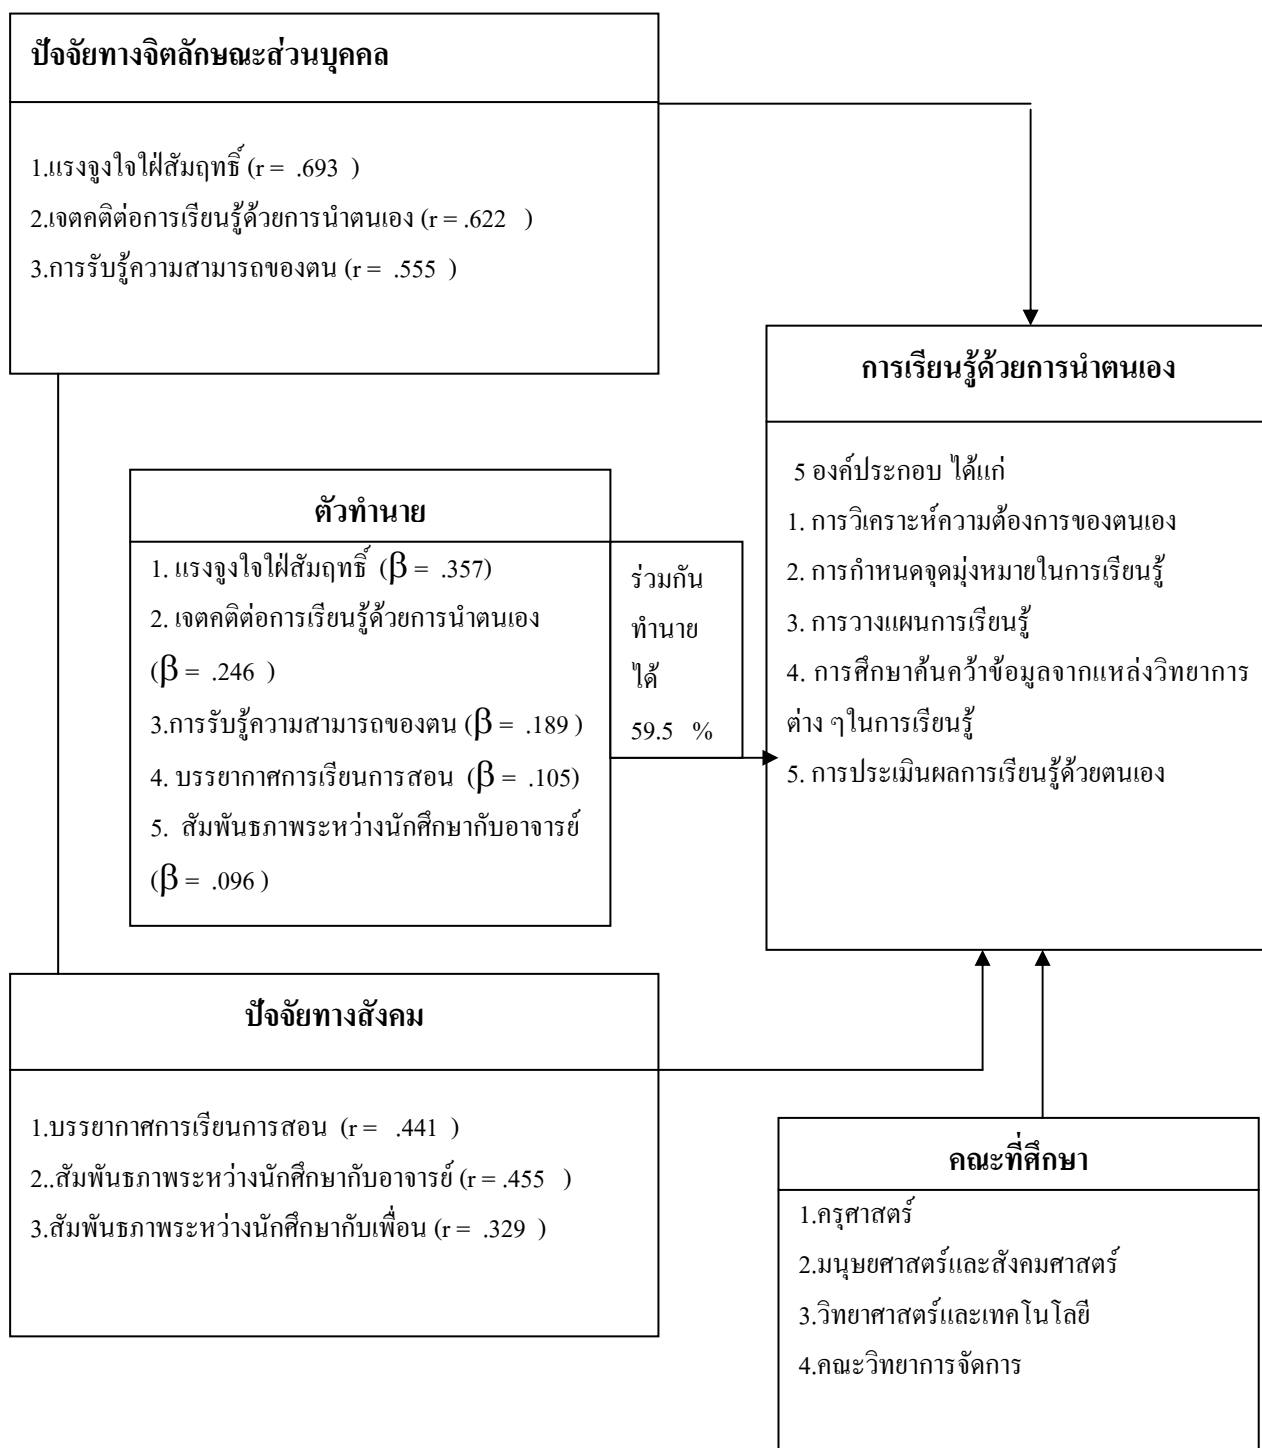 ปัจจัยทางจิตลักษณะส่วนบุคคล
1.แรงจูงใจใฝ่สัมฤทธิ์ (r = .693 )
2.เจตคติต่อการเรียนรู้ด้วยการนำตนเอง (r = .622 )
3.การรับรู้ความสามารถของตน (r = .555 )
การเรียนรู้ด้วยการนำตนเอง
5 องค์ประกอบ ได้แก่
1. การวิเคราะห์ความต้องการของตนเอง
2. การกำหนดจุดมุ่งหมายในการเรียนรู้
3. การวางแผนการเรียนรู้
4. การศึกษาค้นคว้าข้อมูลจากแหล่งวิทยาการ
ต่าง ๆในการเรียนรู้
5. การประเมินผลการเรียนรู้ด้วยตนเอง
ตัวทำนาย
1. แรงจูงใจใฝ่สัมฤทธิ์ (β = .357)
2. เจตคติต่อการเรียนรู้ด้วยการนำตนเอง
(β = .246 )
3.การรับรู้ความสามารถของตน (β = .189 )
4. บรรยากาศการเรียนการสอน (β = .105)
5. สัมพันธภาพระหว่างนักศึกษากับอาจารย์
(β = .096 )
ร่วมกัน
ทำนาย
ได้
59.5 %
ปัจจัยทางสังคม
1.บรรยากาศการเรียนการสอน (r = .441 )
2..สัมพันธภาพระหว่างนักศึกษากับอาจารย์ (r = .455 )
3.สัมพันธภาพระหว่างนักศึกษากับเพื่อน (r = .329 )
คณะที่ศึกษา
1.ครุศาสตร์
2.มนุษยศาสตร์และสังคมศาสตร์
3.วิทยาศาสตร์และเทคโนโลยี
4.คณะวิทยาการจัดการ